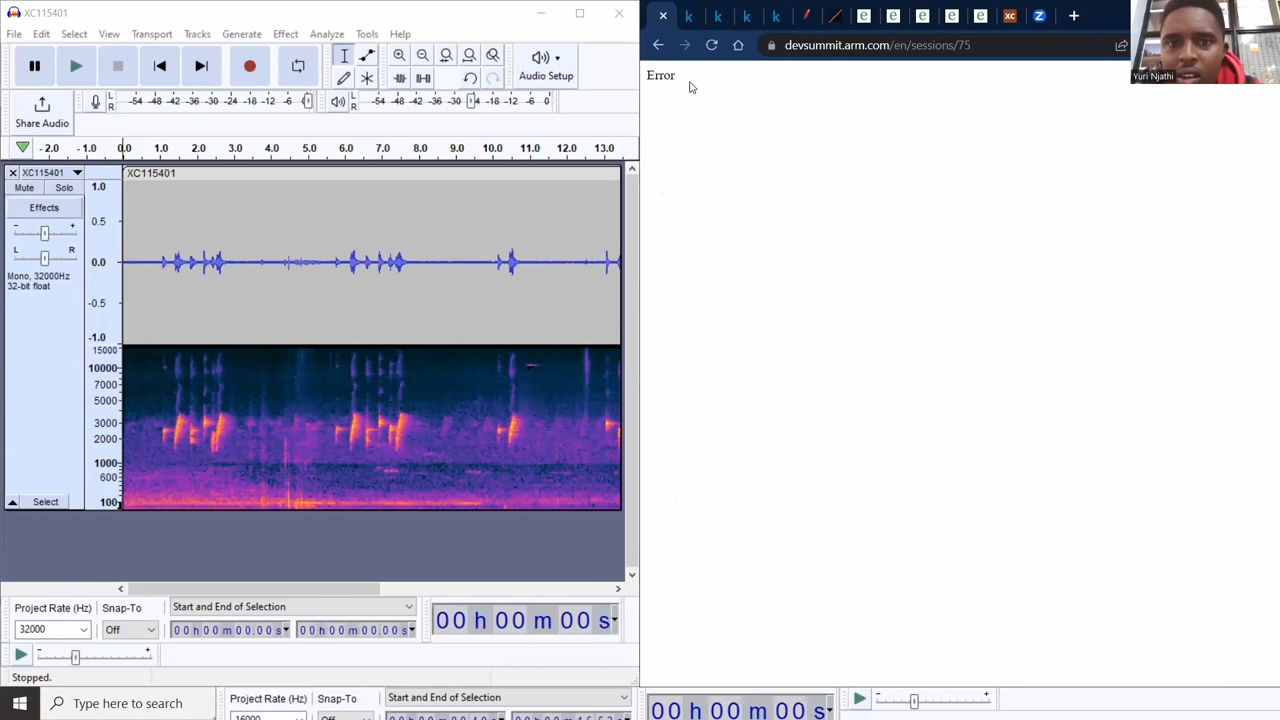 XC115401
File Edit Select View Transport Tracks Generate Effect Analyze Tools Help
Audio Setup
L
R
-54 -48 -42 -36 -30 -24 -18 -12 -6 0
L
R
-54 -48 -42 -36 -30 -24 -18 -12 -6 0
Share Audio
- 2.0 - 1.0 0.0 1.0 2.0 3.0 4.0 5.0 6.0 7.0 8.0 9.0 10.0 11.0 12.0 13.0
XC115401
Mute Solo
Effects
- +
L R
Mono, 32000Hz
32-bit float
1.0
0.5
0.0
-0.5
-1.0
15000
10000
7000
5000
3000
2000
1000
600
100
XC115401
Select
Project Rate (Hz) Snap-To
32000 Off
Start and End of Selection
00 h 00 m 00.00 s 00 h 00 m 00.00 s
00 h 00 m 00 s
- +
Stopped.
Type here to search
Project Rate (Hz) Snap-To
Start and End of Selection
k k k k e e e e e XC Z
devsummit.arm.com/en/sessions/75
Error
Yuri Njathi
00 h 00 m 00 s
- +